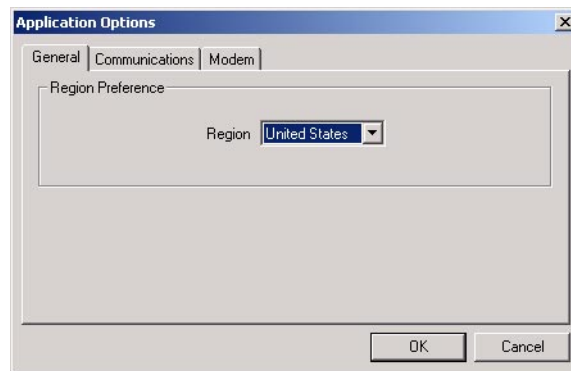 Application Options
General Communications Modem
Region Preference
Region United States
OK Cancel